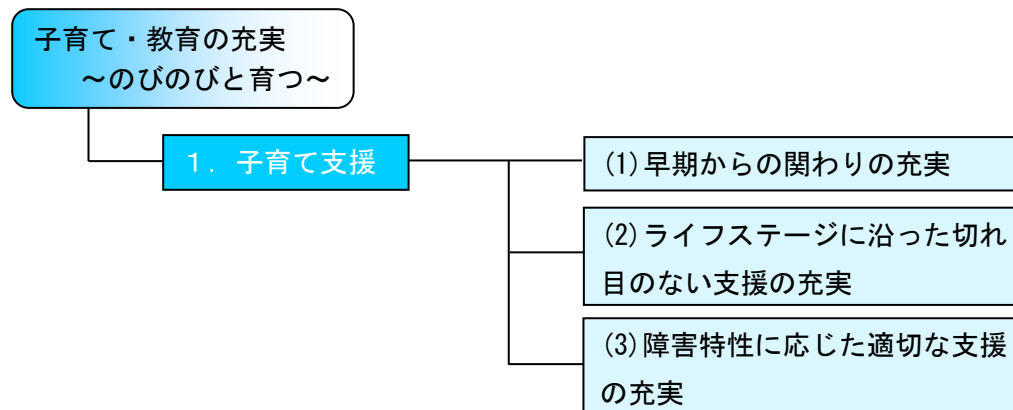 子育て・教育の充実
～のびのびと育つ～
１．子育て支援
(1)早期からの関わりの充実
(2)ライフステージに沿った切れ
目のない支援の充実
(3)障害特性に応じた適切な支援
の充実